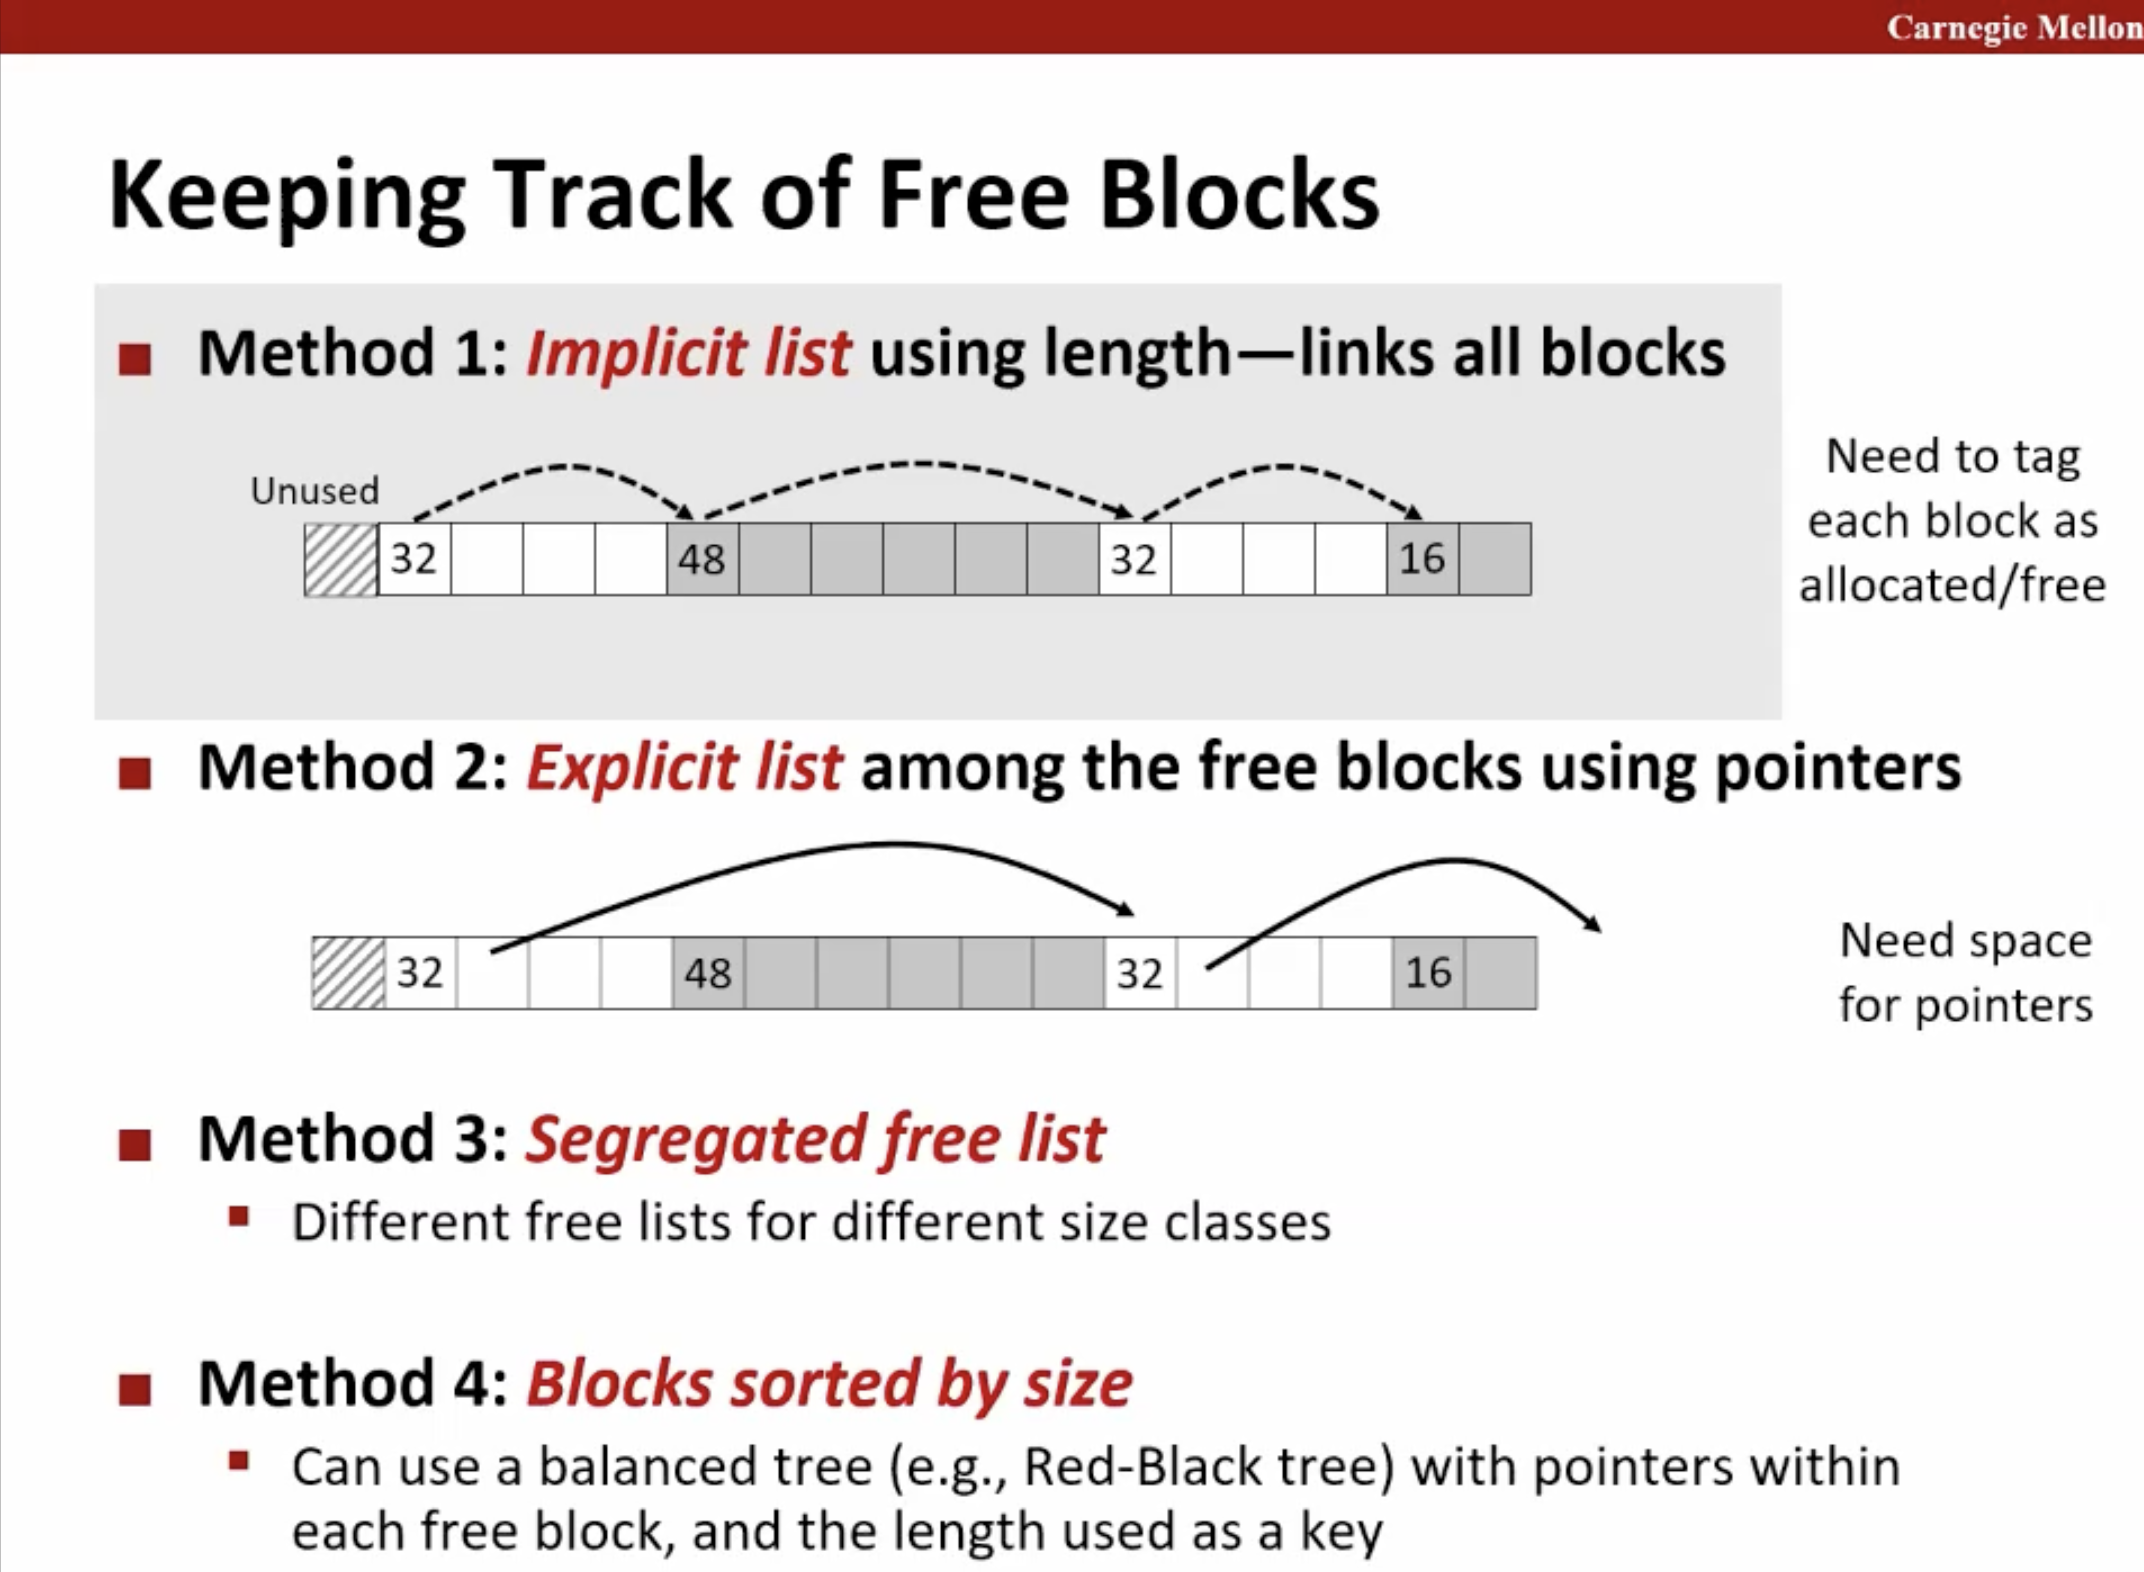 Carnegie Mellon
Keeping Track of Free Blocks
Method 1: Implicit list using length—links all blocks
Unused
32 48 32 16
Need to tag
each block as
allocated/free
Method 2: Explicit list among the free blocks using pointers
32 48 32 16
Need space
for pointers
Method 3: Segregated free list
Different free lists for different size classes
Method 4: Blocks sorted by size
Can use a balanced tree (e.g., Red-Black tree) with pointers within
each free block, and the length used as a key